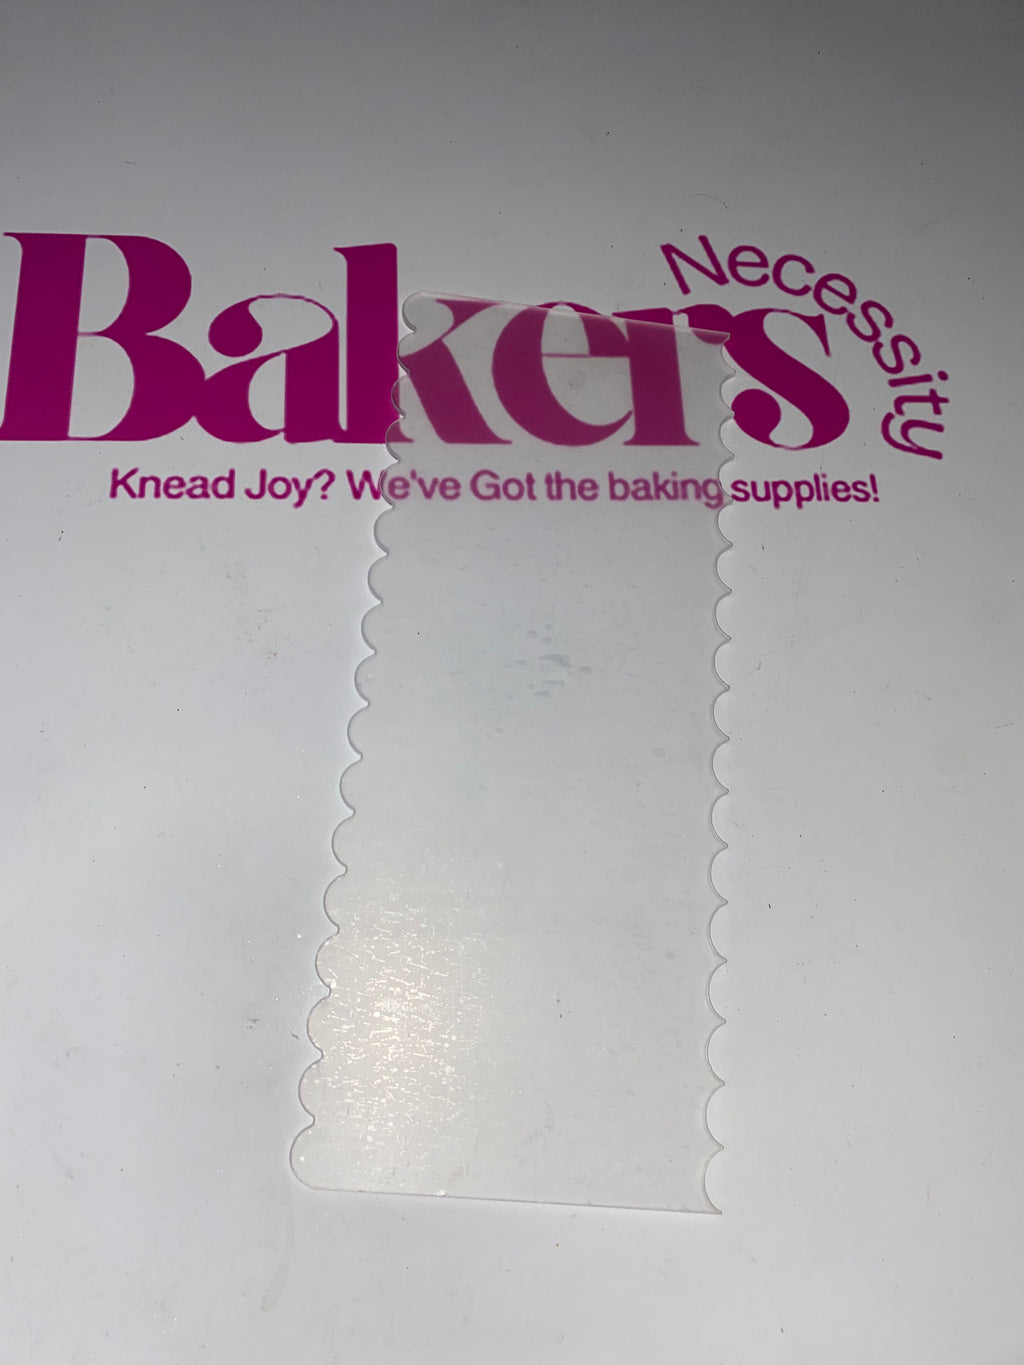 Bakers
Necessity
Knead Joy? We've Got the baking supplies!